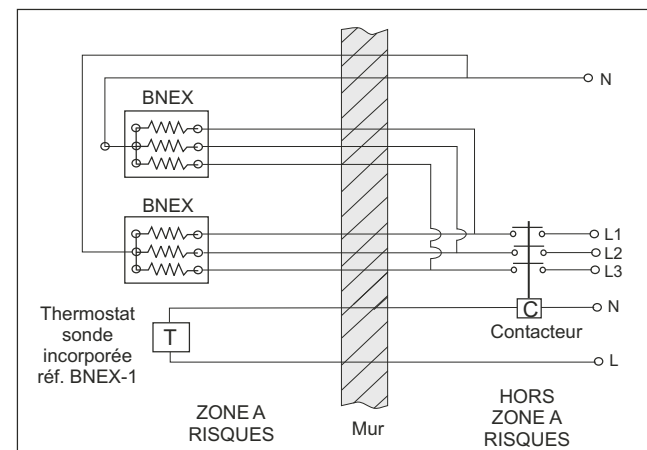 N
BNEX
BNEX
L1
L2
L3
N
C
Contacteur
Thermostat
sonde
incorporée
réf. BNEX-1
T
L
ZONE A
RISQUES
Mur
HORS
ZONE A
RISQUES